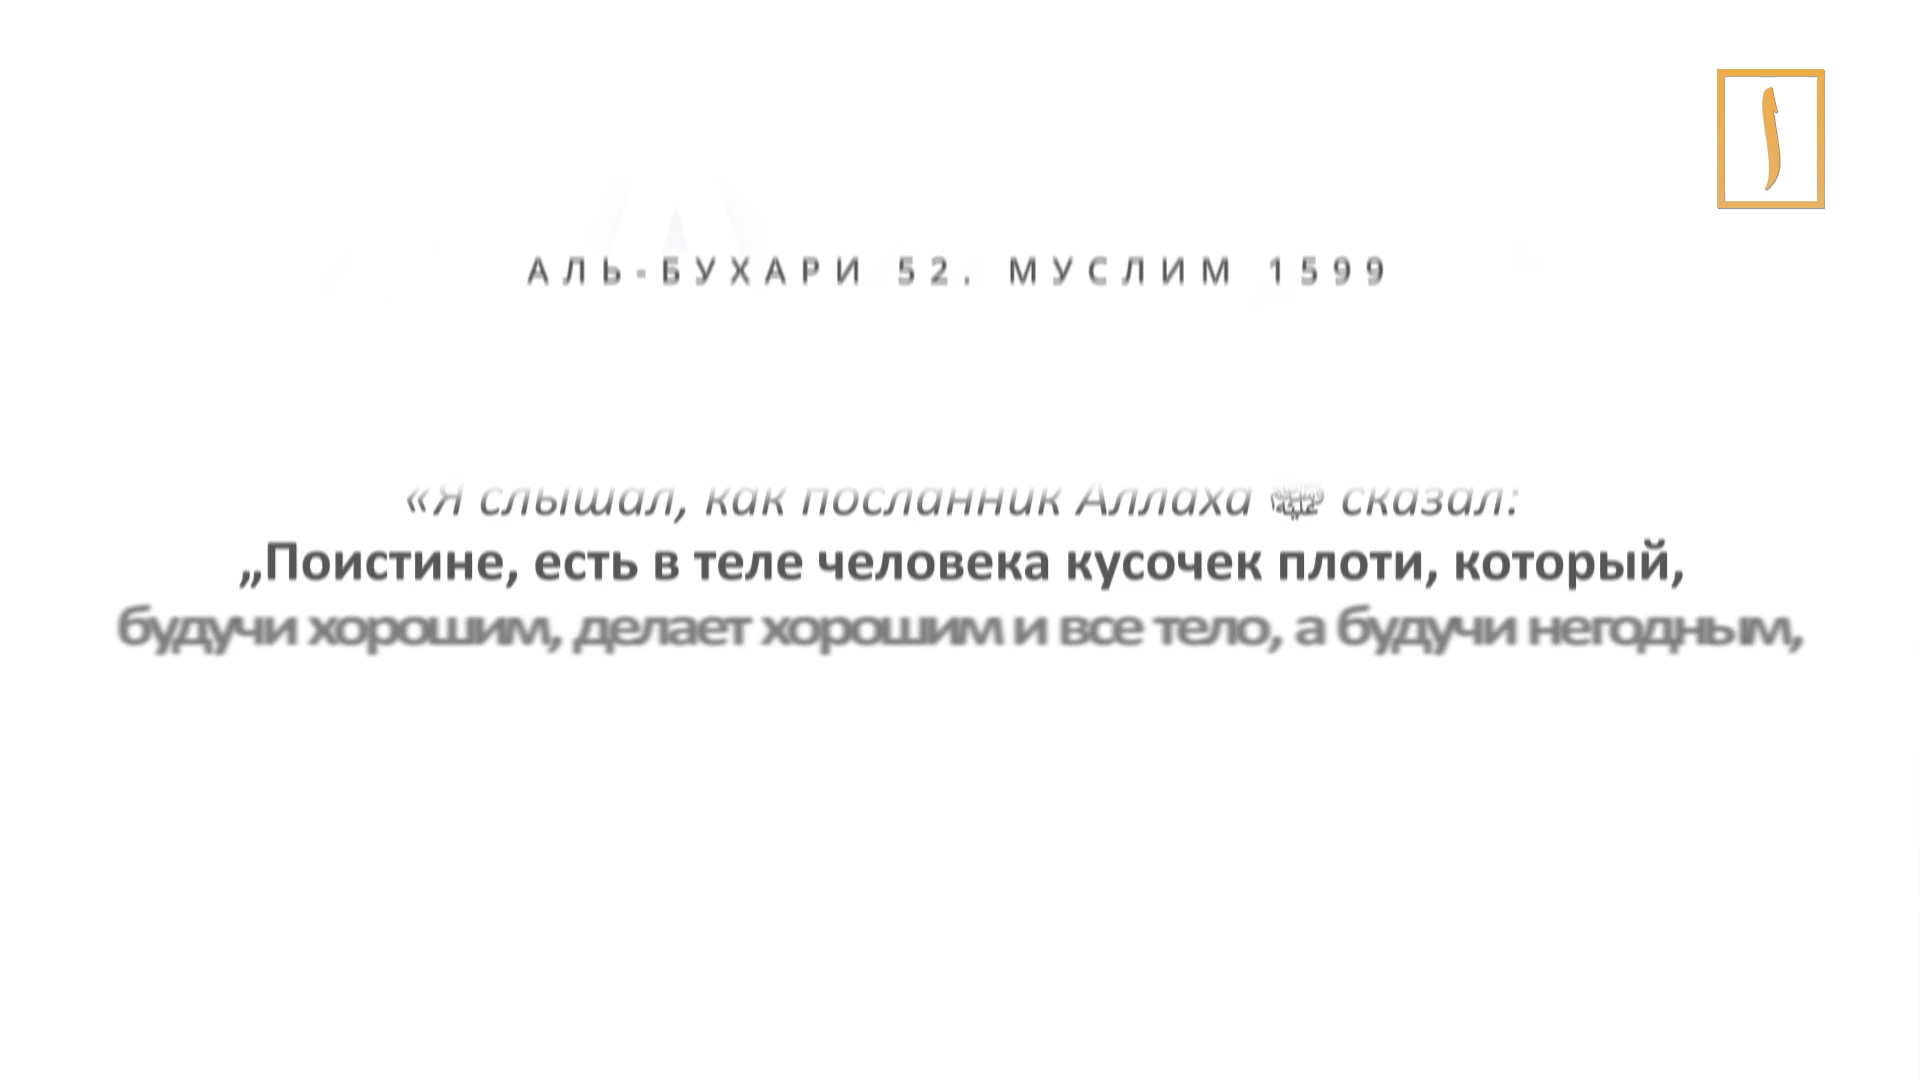 АЛЬ-БУХАРИ 52. МУСЛИМ 1599
«Я слышал, как посланник Аллаха ﷺ сказал:
„Поистине, есть в теле человека кусочек плоти, который,
будучи хорошим, делает хорошим и все тело, а будучи негодным,